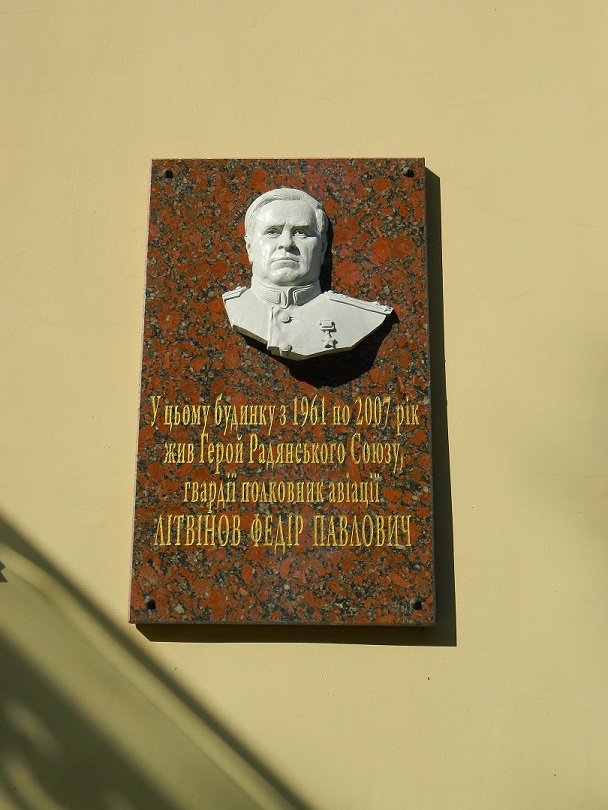 У цьому будинку з 1961 по 2007 рік
жив Герой Радянського Союзу,
гвардії полковник авіації
ЛІТВІНОВ ФЕДІР ПАВЛОВИЧ